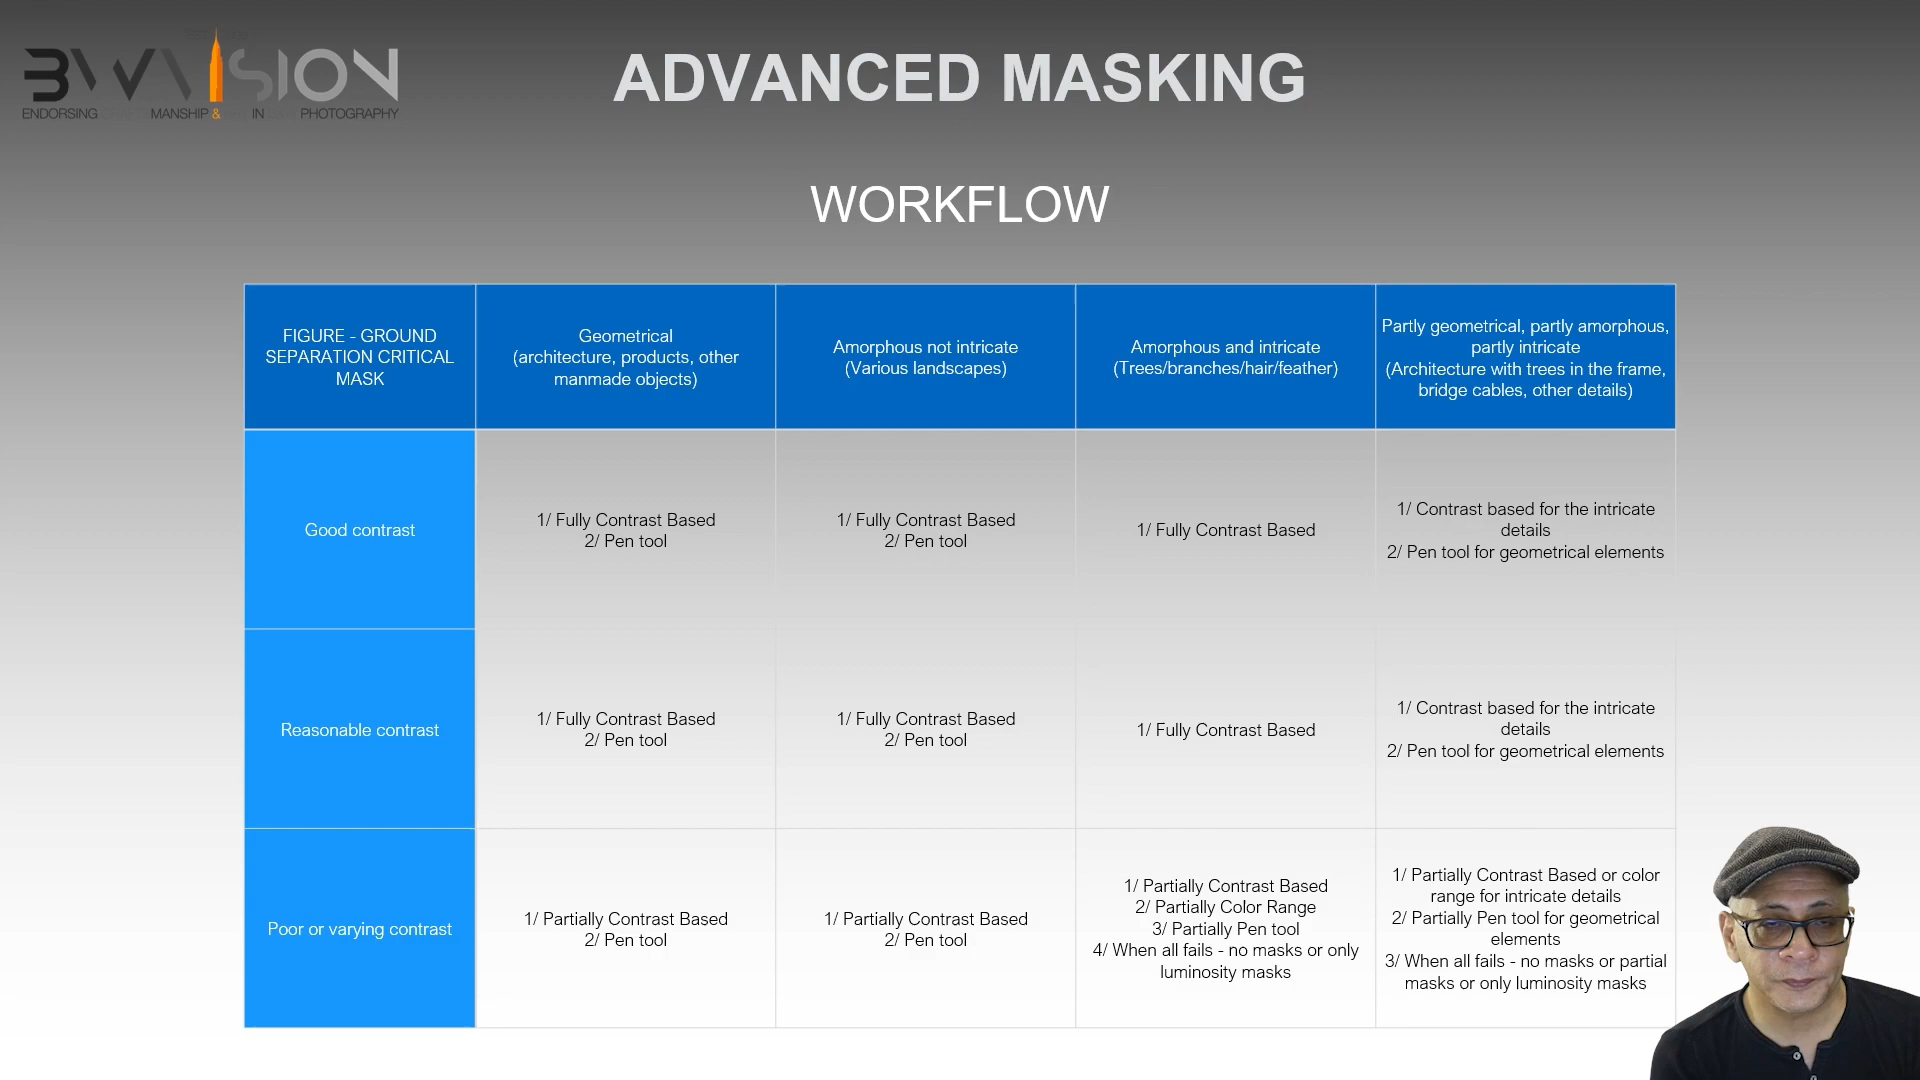 BWVISION
ENDORSING CRAFTSMANSHIP & ART IN B&W PHOTOGRAPHY
ADVANCED MASKING
WORKFLOW
FIGURE - GROUND
SEPARATION CRITICAL
MASK
Geometrical
(architecture, products, other
manmade objects)
Amorphous not intricate
(Various landscapes)
Amorphous and intricate
(Trees/branches/hair/feather)
Partly geometrical, partly amorphous,
partly intricate
(Architecture with trees in the frame,
bridge cables, other details)
Good contrast
1/ Fully Contrast Based
2/ Pen tool
1/ Fully Contrast Based
2/ Pen tool
1/ Fully Contrast Based
1/ Contrast based for the intricate
details
2/ Pen tool for geometrical elements
Reasonable contrast
1/ Fully Contrast Based
2/ Pen tool
1/ Fully Contrast Based
2/ Pen tool
1/ Fully Contrast Based
1/ Contrast based for the intricate
details
2/ Pen tool for geometrical elements
Poor or varying contrast
1/ Partially Contrast Based
2/ Pen tool
1/ Partially Contrast Based
2/ Pen tool
1/ Partially Contrast Based
2/ Partially Color Range
3/ Partially Pen tool
4/ When all fails - no masks or only
luminosity masks
1/ Partially Contrast Based or color
range for intricate details
2/ Partially Pen tool for geometrical
elements
3/ When all fails - no masks or partial
masks or only luminosity masks